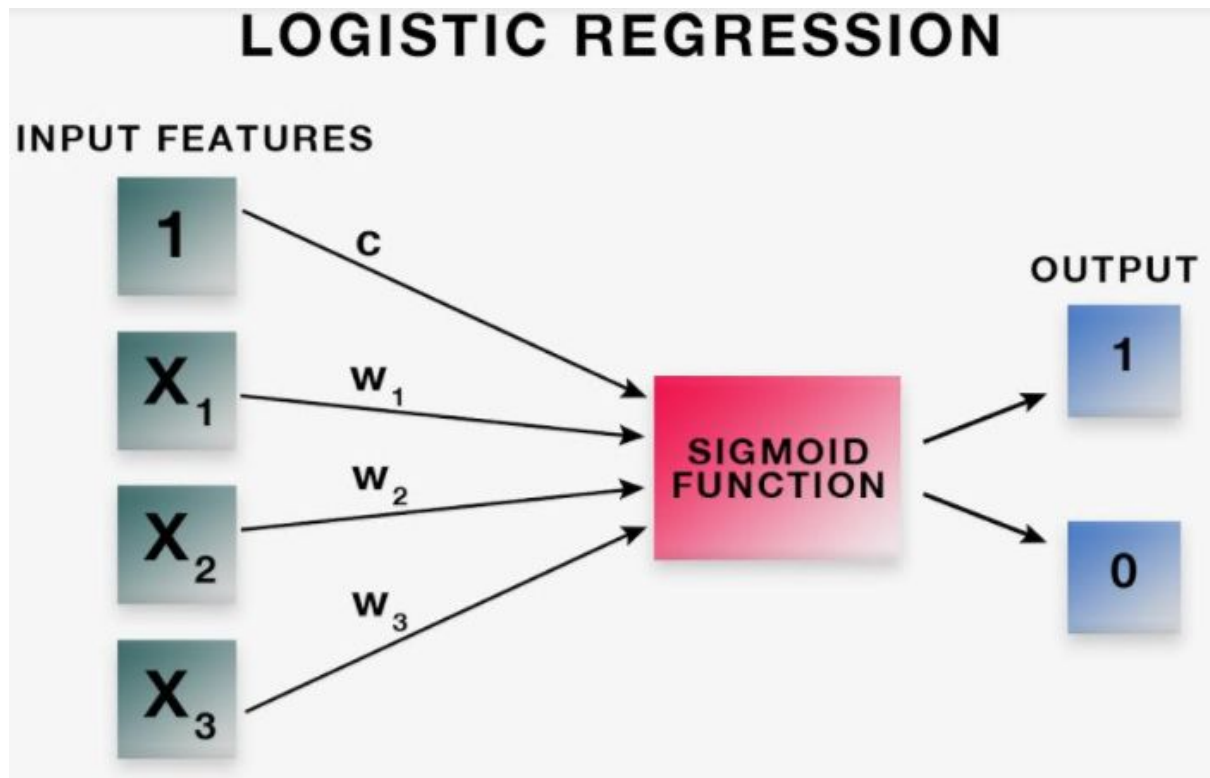 LOGISTIC REGRESSION
INPUT FEATURES
1
C
X₁
W₁
X₂
W₂
X₃
W₃
SIGMOID
FUNCTION
OUTPUT
1
0